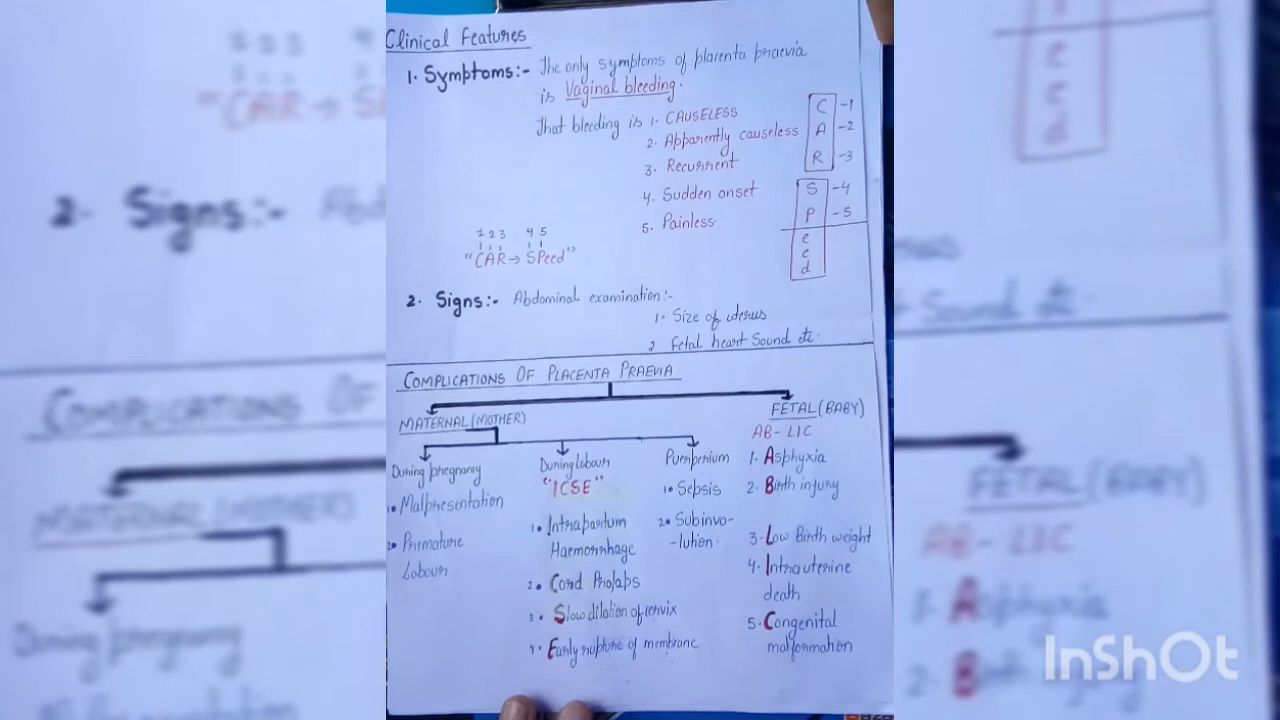 Clinical Features
1. Symptoms:- The only symptoms of placenta praevia
is Vaginal bleeding.
That bleeding is 1. CAUSELESS
2. Apparently causeless
3. Recurrent
4. Sudden onset
5. Painless
C -1
A -2
R -3
S -4
P -5
e
e
d
1 2 3 4 5
"CAR → SPeed"
2. Signs:- Abdominal examination:-
1. Size of uterus
2 Fetal heart Sound etc.
COMPLICATIONS OF PLACENTA PRAEVIA
MATERNAL (MOTHER)
During pregnancy
1. Malpresentation
2. Premature
Labour
During labour
"ICSE"
1. Intrapartum
Haemorrhage
2. Cord Prolaps
3. Slow dilation of cervix
4. Early rupture of membrane
Puerperium
1. Sepsis
2. Subinvo-
-lution.
FETAL (BABY)
AB - LIC
1. Asphyxia
2. Birth injury
3. Low Birth weight
4. Intrauterine
death
5. Congenital
malformation
InShOt